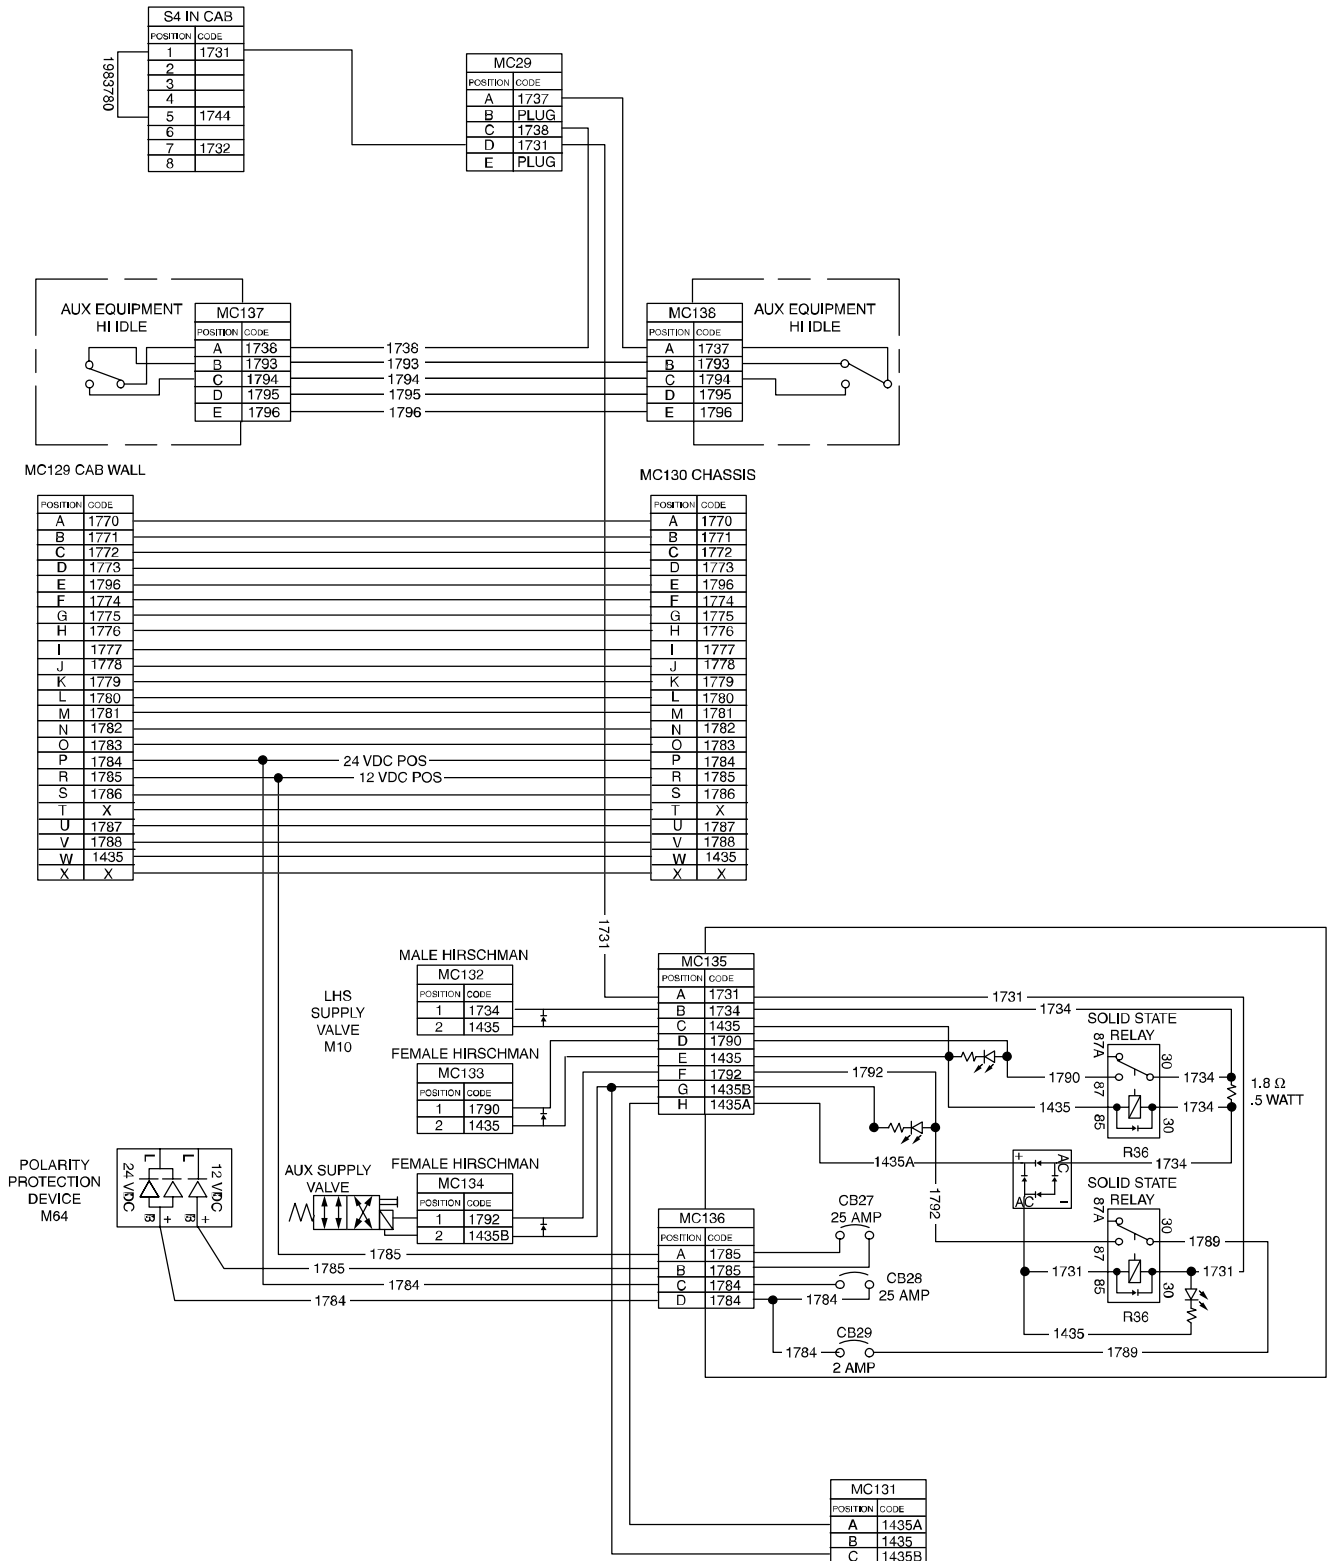 S4 IN CAB
POSITION CODE
1 1731
2
3
4
5 1744
6
7 1732
8
1983780
MC29
POSITION CODE
A 1737
B PLUG
C 1738
D 1731
E PLUG
AUX EQUIPMENT
HI IDLE
MC137
POSITION CODE
A 1738
B 1793
C 1794
D 1795
E 1796
1738
1793
1794
1795
1796
MC138
POSITION CODE
A 1737
B 1793
C 1794
D 1795
E 1796
AUX EQUIPMENT
HI IDLE
MC129 CAB WALL
POSITION CODE
A 1770
B 1771
C 1772
D 1773
E 1796
F 1774
G 1775
H 1776
I 1777
J 1778
K 1779
L 1780
M 1781
N 1782
O 1783
P 1784
R 1785
S 1786
T X
U 1787
V 1788
W 1435
X X
24 VDC POS
12 VDC POS
MC130 CHASSIS
POSITION CODE
A 1770
B 1771
C 1772
D 1773
E 1796
F 1774
G 1775
H 1776
I 1777
J 1778
K 1779
L 1780
M 1781
N 1782
O 1783
P 1784
R 1785
S 1786
T X
U 1787
V 1788
W 1435
X X
1731
LHS
SUPPLY
VALVE
M10
MALE HIRSCHMAN
MC132
POSITION CODE
1 1734
2 1435
FEMALE HIRSCHMAN
MC133
POSITION CODE
1 1790
2 1435
AUX SUPPLY
VALVE
FEMALE HIRSCHMAN
MC134
POSITION CODE
1 1792
2 1435B
POLARITY
PROTECTION
DEVICE
M64
24 VDC
12 VDC
L
L
B +
B +
1785
1785
1784
1784
MC135
POSITION CODE
A 1731
B 1734
C 1435
D 1790
E 1435
F 1792
G 1435B
H 1435A
MC136
POSITION CODE
A 1785
B 1785
C 1784
D 1784
1731
1734
1792
1435A
1792
SOLID STATE
RELAY
87A
30
1790
87
1734
1435
85
30
1734
R36
1.8 Ω
.5 WATT
+
AC
AC
−
1734
SOLID STATE
RELAY
87A
30
87
1789
1731
85
30
1731
R36
1435
CB27
25 AMP
CB28
25 AMP
1784
CB29
2 AMP
1784
1789
MC131
POSITION CODE
A 1435A
B 1435
C 1435B